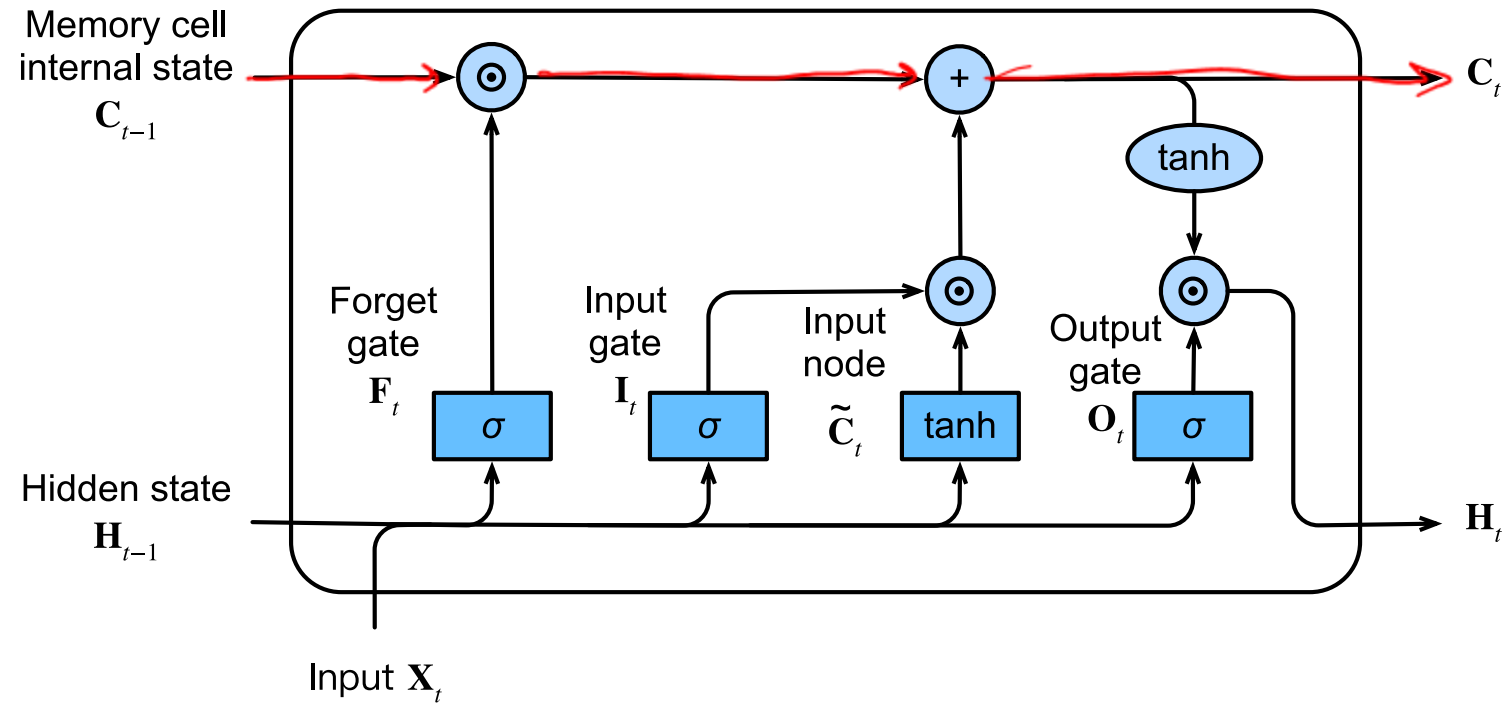 Memory cell
internal state
C_{t−1}
⊙
+
C_t
tanh
Forget
gate
F_t
Input
gate
I_t
⊙
Input
node
C̃_t
⊙
Output
gate
O_t
σ
σ
tanh
σ
Hidden state
H_{t−1}
H_t
Input X_t